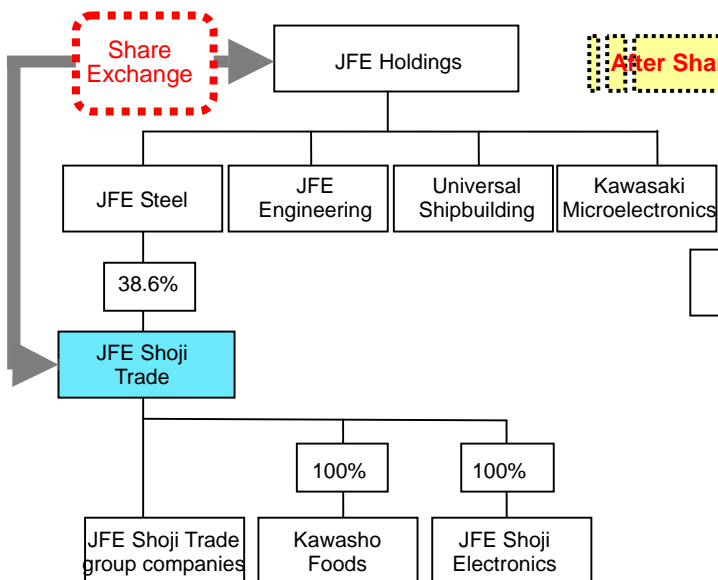 Share
Exchange
JFE Holdings
After Shar
JFE Steel
JFE
Engineering
Universal
Shipbuilding
Kawasaki
Microelectronics
38.6%
JFE Shoji
Trade
100%
100%
JFE Shoji Trade
group companies
Kawasho
Foods
JFE Shoji
Electronics